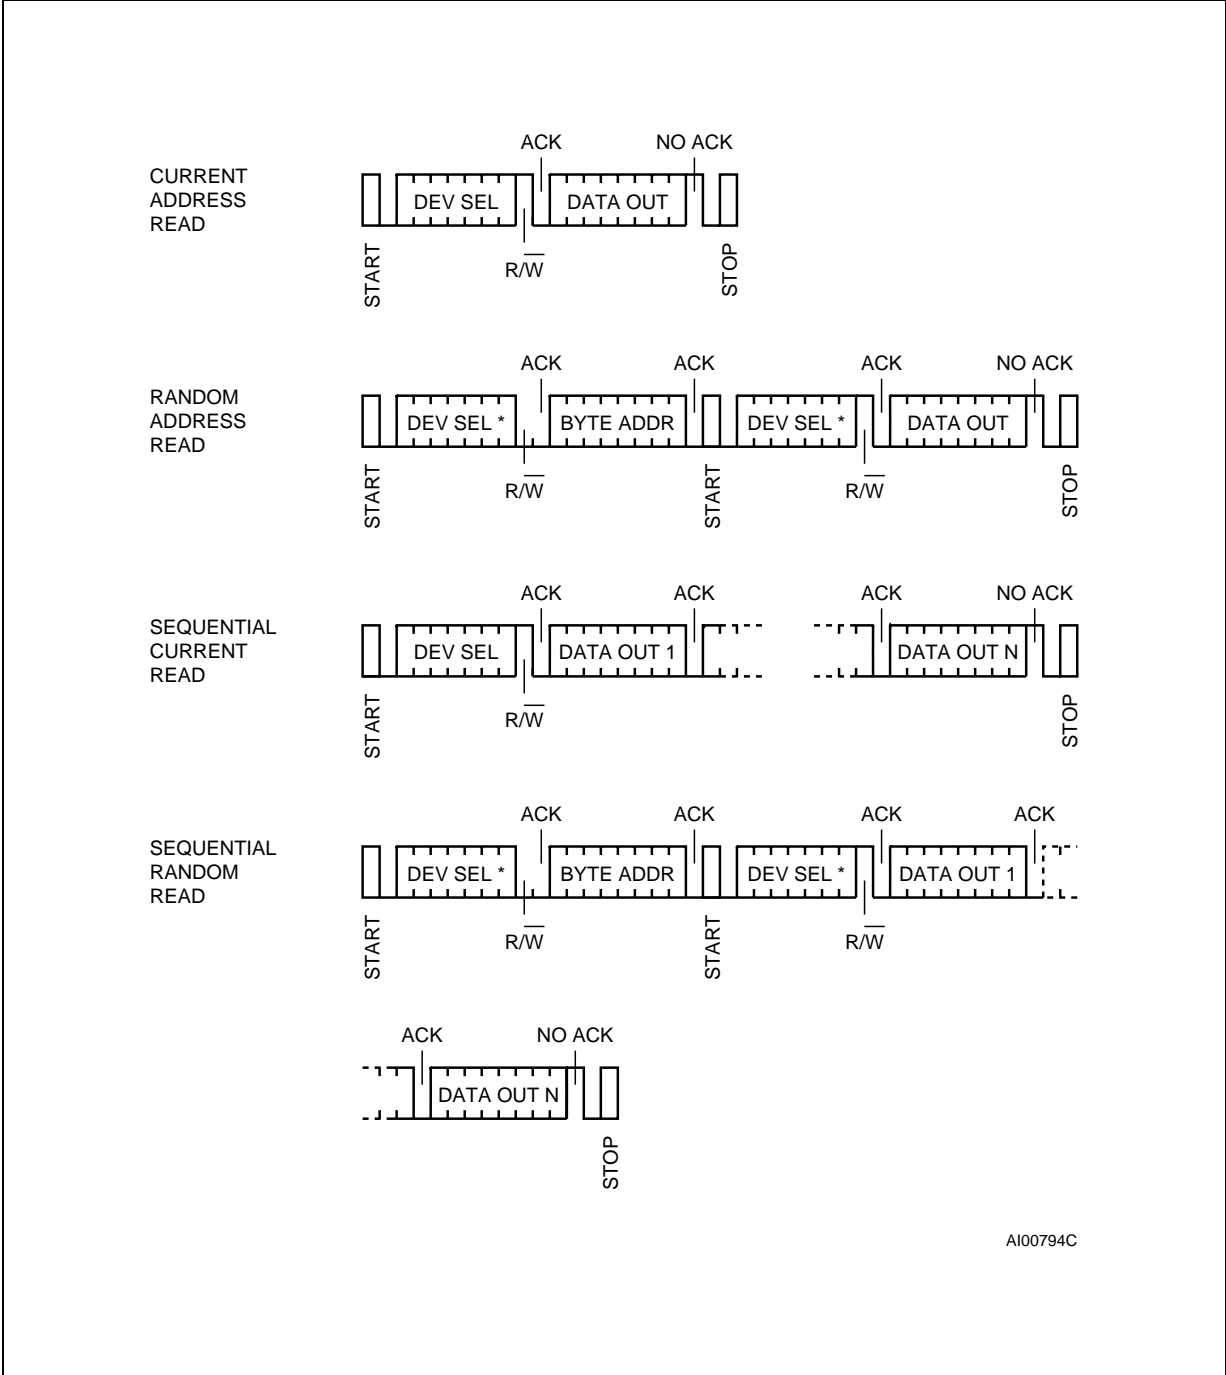 ACK NO ACK
CURRENT
ADDRESS
READ
DEV SEL DATA OUT
START R/W̅ STOP
ACK ACK ACK NO ACK
RANDOM
ADDRESS
READ
DEV SEL * BYTE ADDR DEV SEL * DATA OUT
START R/W̅ START R/W̅ STOP
ACK ACK ACK NO ACK
SEQUENTIAL
CURRENT
READ
DEV SEL DATA OUT 1 DATA OUT N
START R/W̅ STOP
ACK ACK ACK ACK
SEQUENTIAL
RANDOM
READ
DEV SEL * BYTE ADDR DEV SEL * DATA OUT 1
START R/W̅ START R/W̅
ACK NO ACK
DATA OUT N
STOP
AI00794C